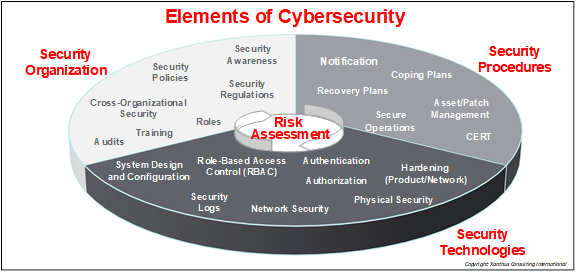 Elements of Cybersecurity
Security
Organization
Security
Awareness
Security
Policies
Security
Regulations
Cross-Organizational
Security
Roles
Training
Audits
Security
Procedures
Notification
Coping Plans
Recovery Plans
Asset/Patch
Management
Secure
Operations
CERT
Risk
Assessment
System Design
and Configuration
Role-Based Access
Control (RBAC)
Authentication
Authorization
Hardening
(Product/Network)
Security
Logs
Network Security
Physical Security
Security
Technologies
Copyright Xanthus Consulting International